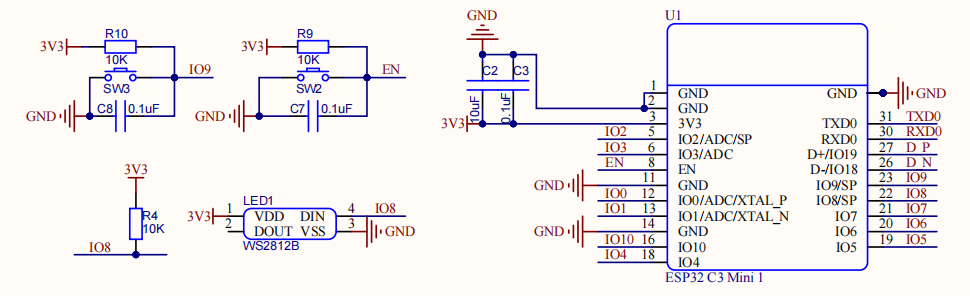 R10
3V3
10K
IO9
SW3
C8
0.1uF
GND
R9
3V3
10K
EN
SW2
C7
0.1uF
GND
3V3
R4
10K
IO8
LED1
3V3
1
VDD
DIN
4
IO8
2
DOUT
VSS
3
GND
WS2812B
GND
C2
C3
10uF
0.1uF
3V3
U1
1
GND
GND
GND
2
GND
3
3V3
TXD0
31
TXD0
IO2
5
IO2/ADC/SP
RXD0
30
RXD0
IO3
6
IO3/ADC
D+/IO19
27
D_P
EN
8
EN
D-/IO18
26
D_N
GND
11
GND
IO9/SP
23
IO9
IO0
12
IO0/ADC/XTAL_P
IO8/SP
22
IO8
IO1
13
IO1/ADC/XTAL_N
IO7
21
IO7
GND
14
GND
IO6
20
IO6
IO10
16
IO10
IO5
19
IO5
IO4
18
IO4
ESP32 C3 Mini 1